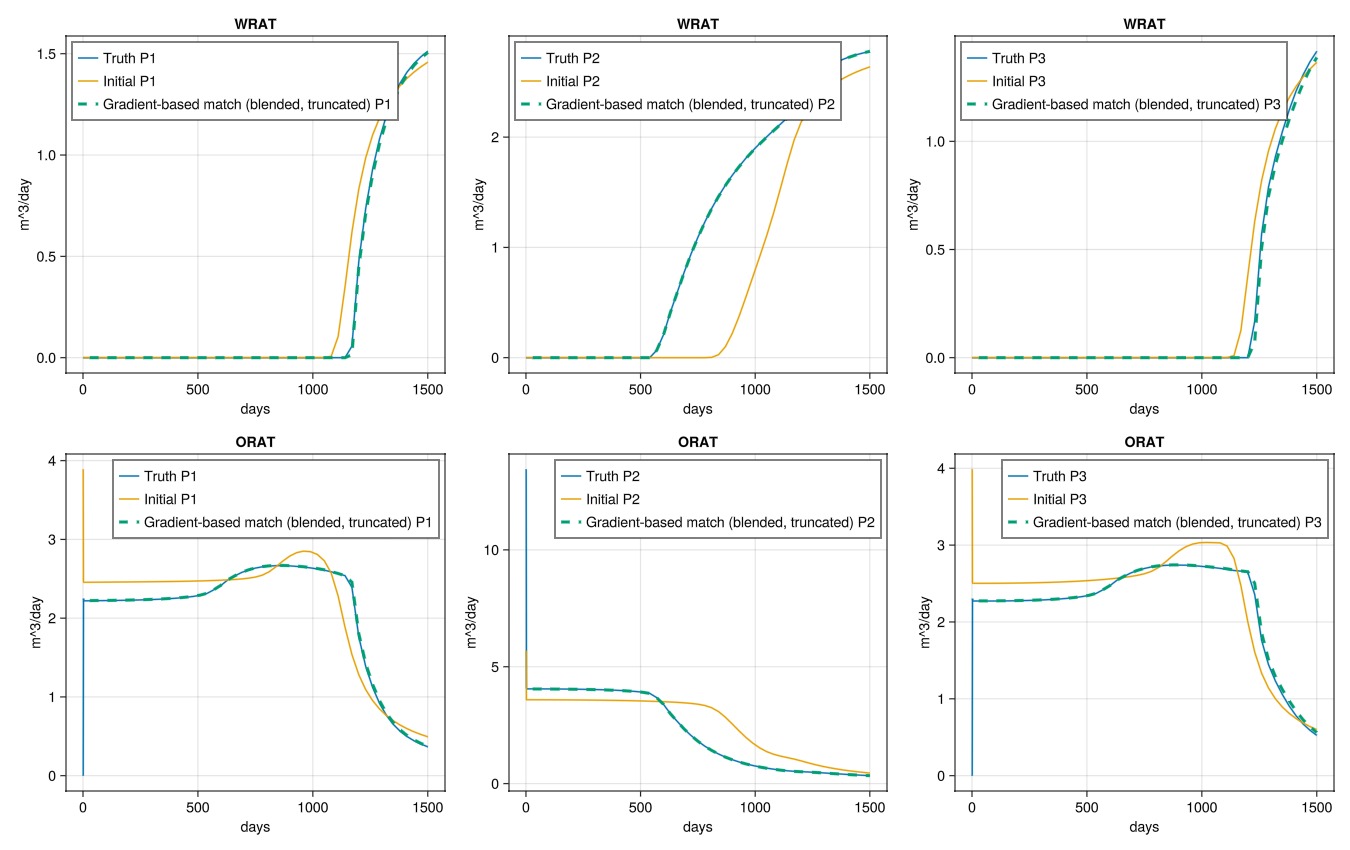 WRAT
Truth P1
Initial P1
Gradient-based match (blended, truncated) P1
1.5
1.0
0.5
0.0
m^3/day
0 500 1000 1500
days
WRAT
Truth P2
Initial P2
Gradient-based match (blended, truncated) P2
2
1
0
m^3/day
0 500 1000 1500
days
WRAT
Truth P3
Initial P3
Gradient-based match (blended, truncated) P3
1.0
0.5
0.0
m^3/day
0 500 1000 1500
days
ORAT
Truth P1
Initial P1
Gradient-based match (blended, truncated) P1
4
3
2
1
0
m^3/day
0 500 1000 1500
days
ORAT
Truth P2
Initial P2
Gradient-based match (blended, truncated) P2
10
5
0
m^3/day
0 500 1000 1500
days
ORAT
Truth P3
Initial P3
Gradient-based match (blended, truncated) P3
4
3
2
1
0
m^3/day
0 500 1000 1500
days